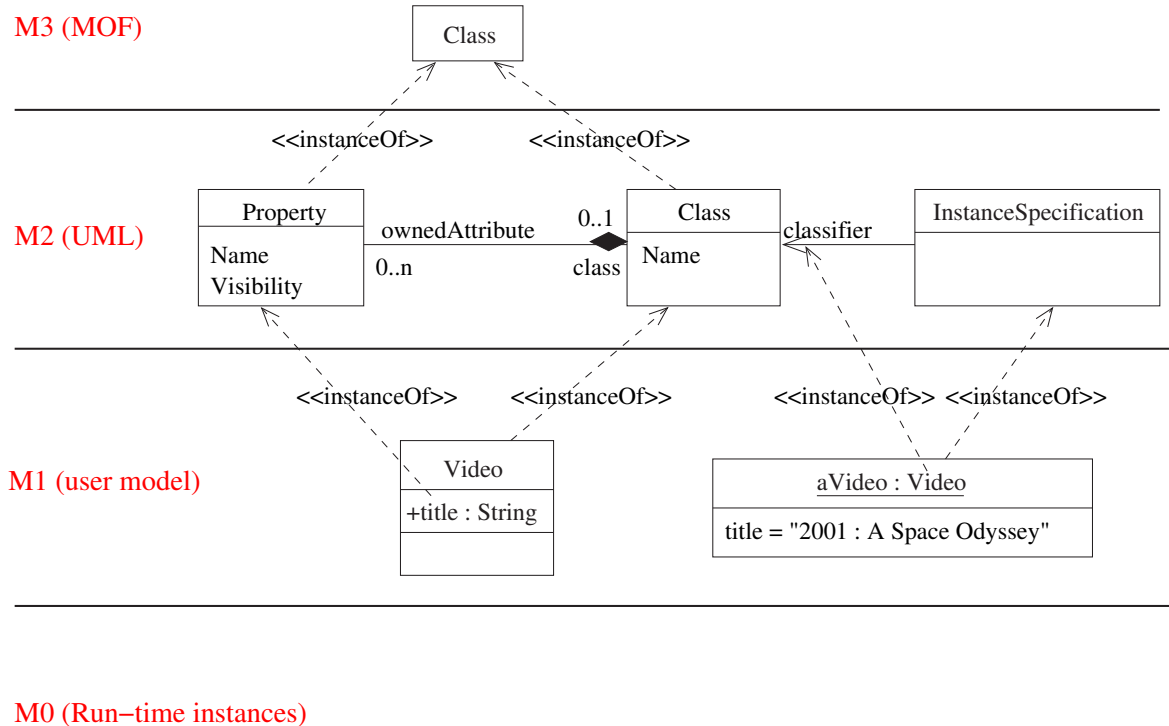 M3 (MOF)
Class
<<instanceOf>>
<<instanceOf>>
M2 (UML)
Property
Name
Visibility
ownedAttribute
0..n
0..1
class
Class
Name
classifier
InstanceSpecification
<<instanceOf>>
<<instanceOf>>
<<instanceOf>>
<<instanceOf>>
M1 (user model)
Video
+title : String
aVideo : Video
title = "2001 : A Space Odyssey"
M0 (Run−time instances)